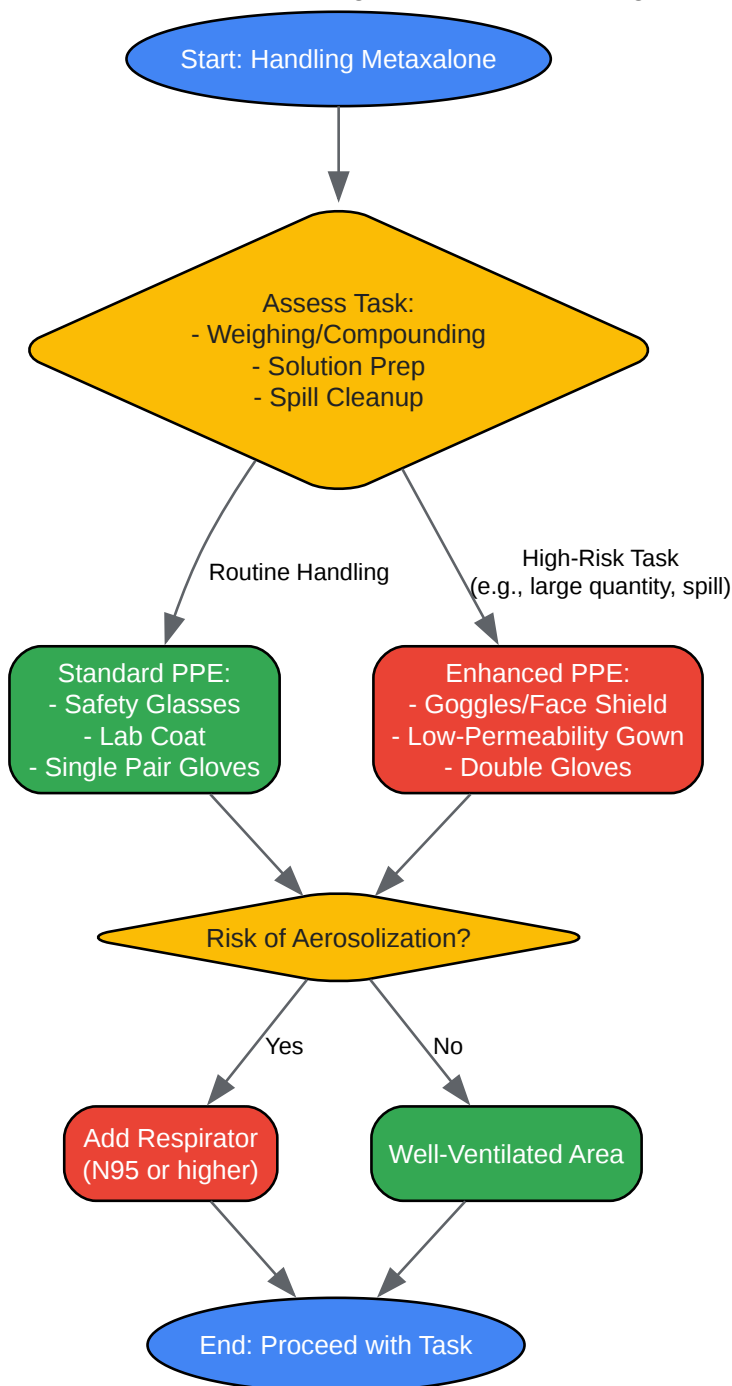 Start: Handling Metaxalone
Assess Task:
- Weighing/Compounding
- Solution Prep
- Spill Cleanup
Routine Handling
High-Risk Task
(e.g., large quantity, spill)
Standard PPE:
- Safety Glasses
- Lab Coat
- Single Pair Gloves
Enhanced PPE:
- Goggles/Face Shield
- Low-Permeability Gown
- Double Gloves
Risk of Aerosolization?
Yes
No
Add Respirator
(N95 or higher)
Well-Ventilated Area
End: Proceed with Task